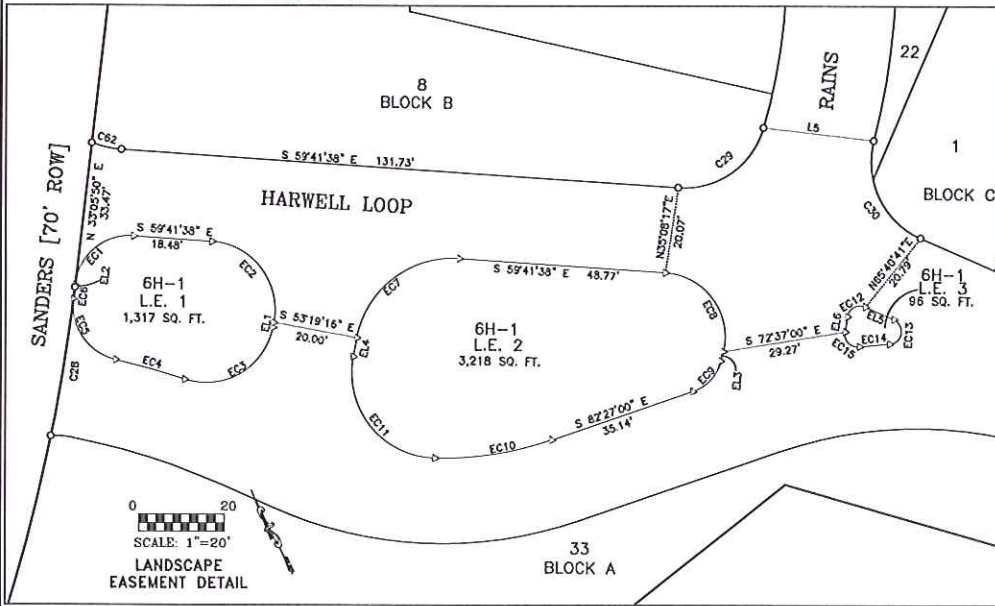 22
8
BLOCK B
RAINS
C62
L5
1
C29
S 59°41'38" E 131.73'
BLOCK C
C30
SANDERS [70' ROW]
N 33°05'50" E
33.47'
HARWELL LOOP
N35°08'17"E
20.07'
S 59°41'38" E
18.48'
EC1
EC2
EL2
EC6
6H-1
L.E. 1
1,317 SQ. FT.
EC5
EC4
EC3
EL1
C28
S 53°19'16" E
20.00'
EC7
S 59°41'38" E 48.77'
EL4
6H-1
L.E. 2
3,218 SQ. FT.
EC8
EL3
EC9
S 82°27'00" E
35.14'
EC10
EC11
S 72°37'00" E
29.27'
N65°40'41"E
20.79'
6H-1
L.E. 3
96 SQ. FT.
EC12
EL6
EL5
EC13
EC14
EC15
0 20
SCALE: 1"=20'
LANDSCAPE
EASEMENT DETAIL
33
BLOCK A